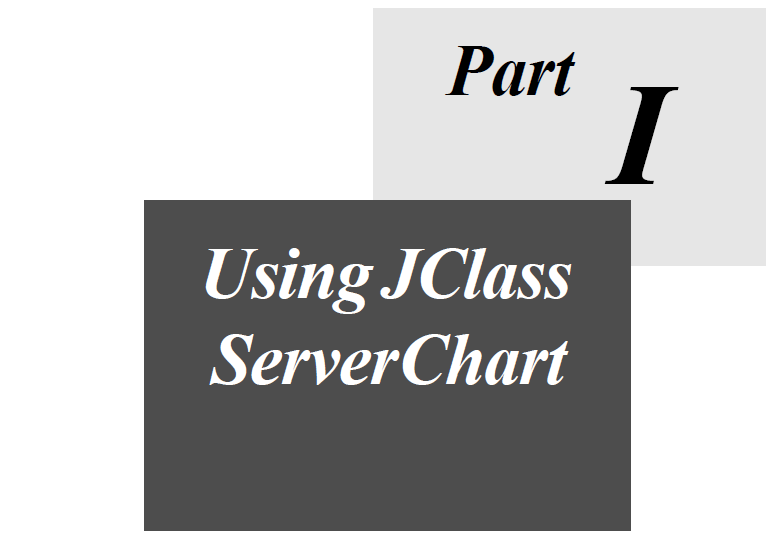 Part
I
Using JClass
ServerChart